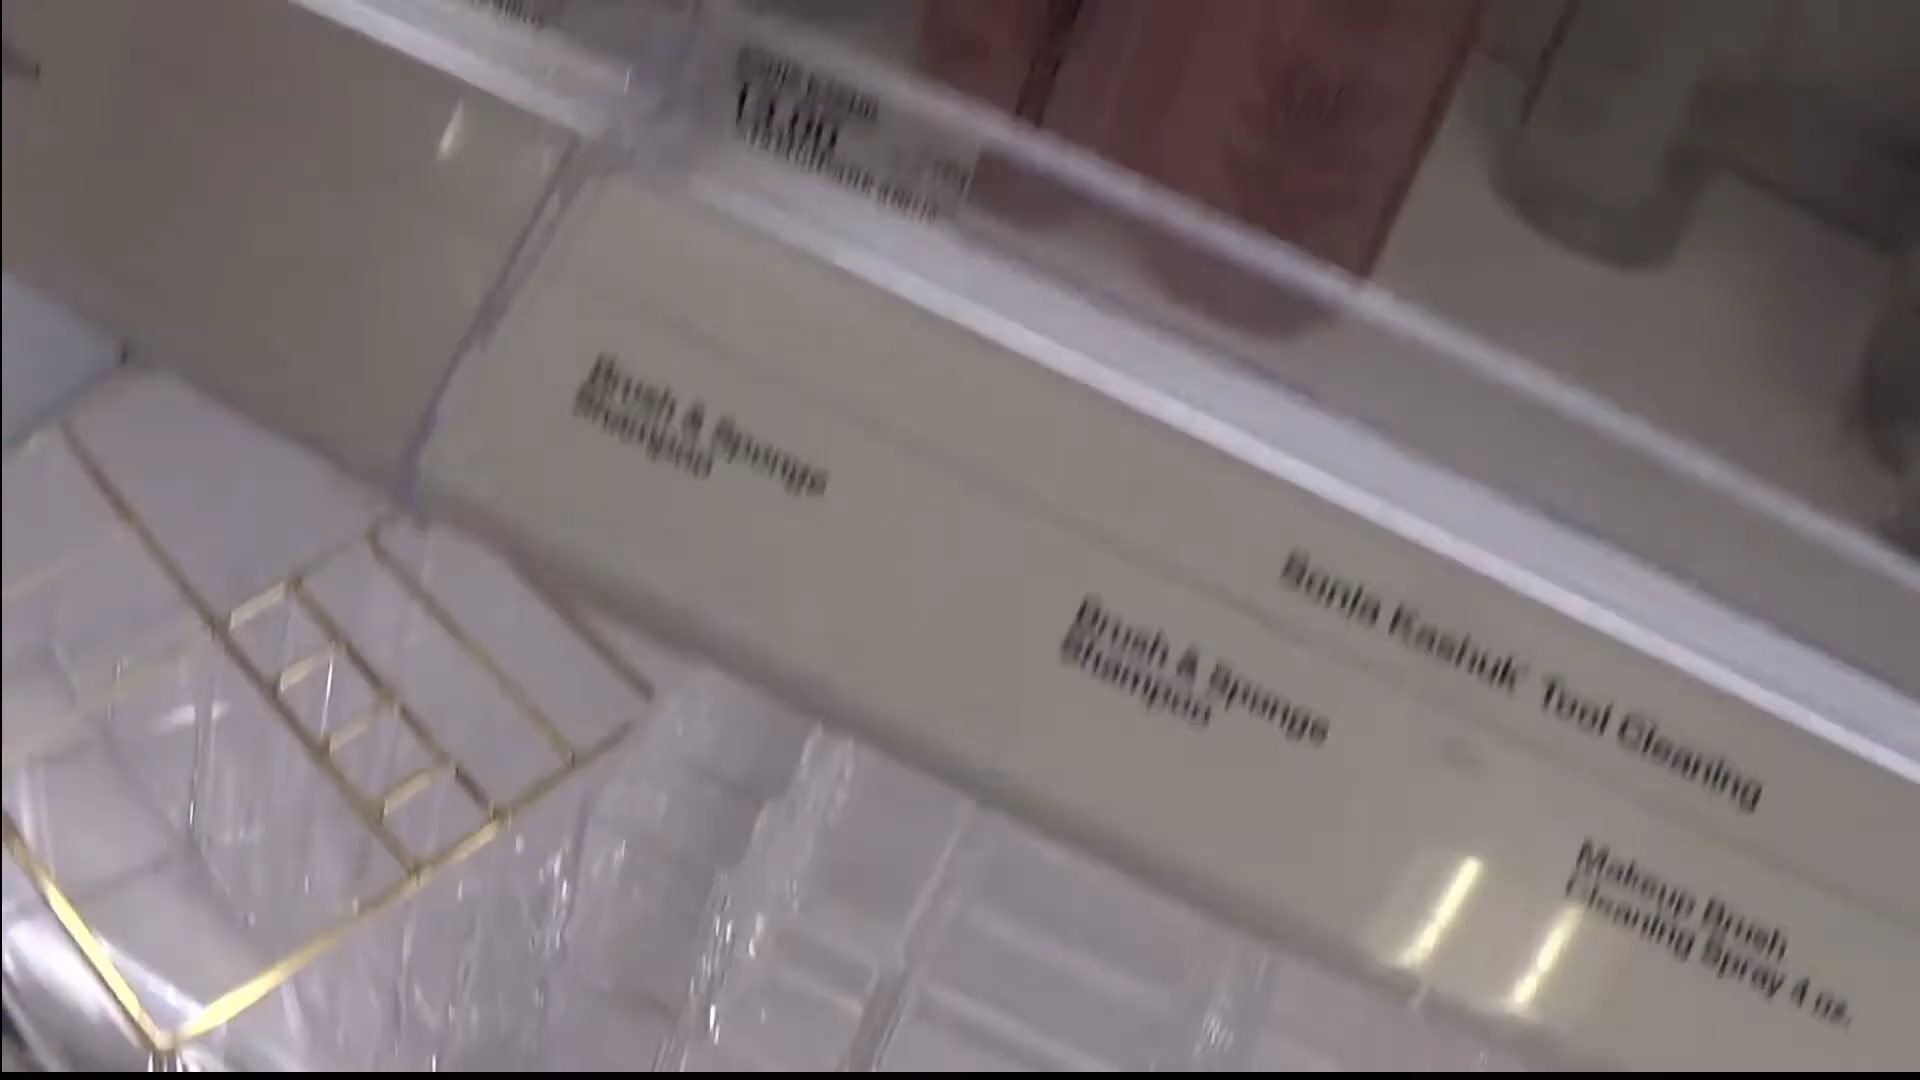 Brush & Sponge
Shampoo
Sonia Kashuk® Tool Cleaning
Brush & Sponge
Shampoo
Makeup Brush
Cleaning Spray 4 oz.